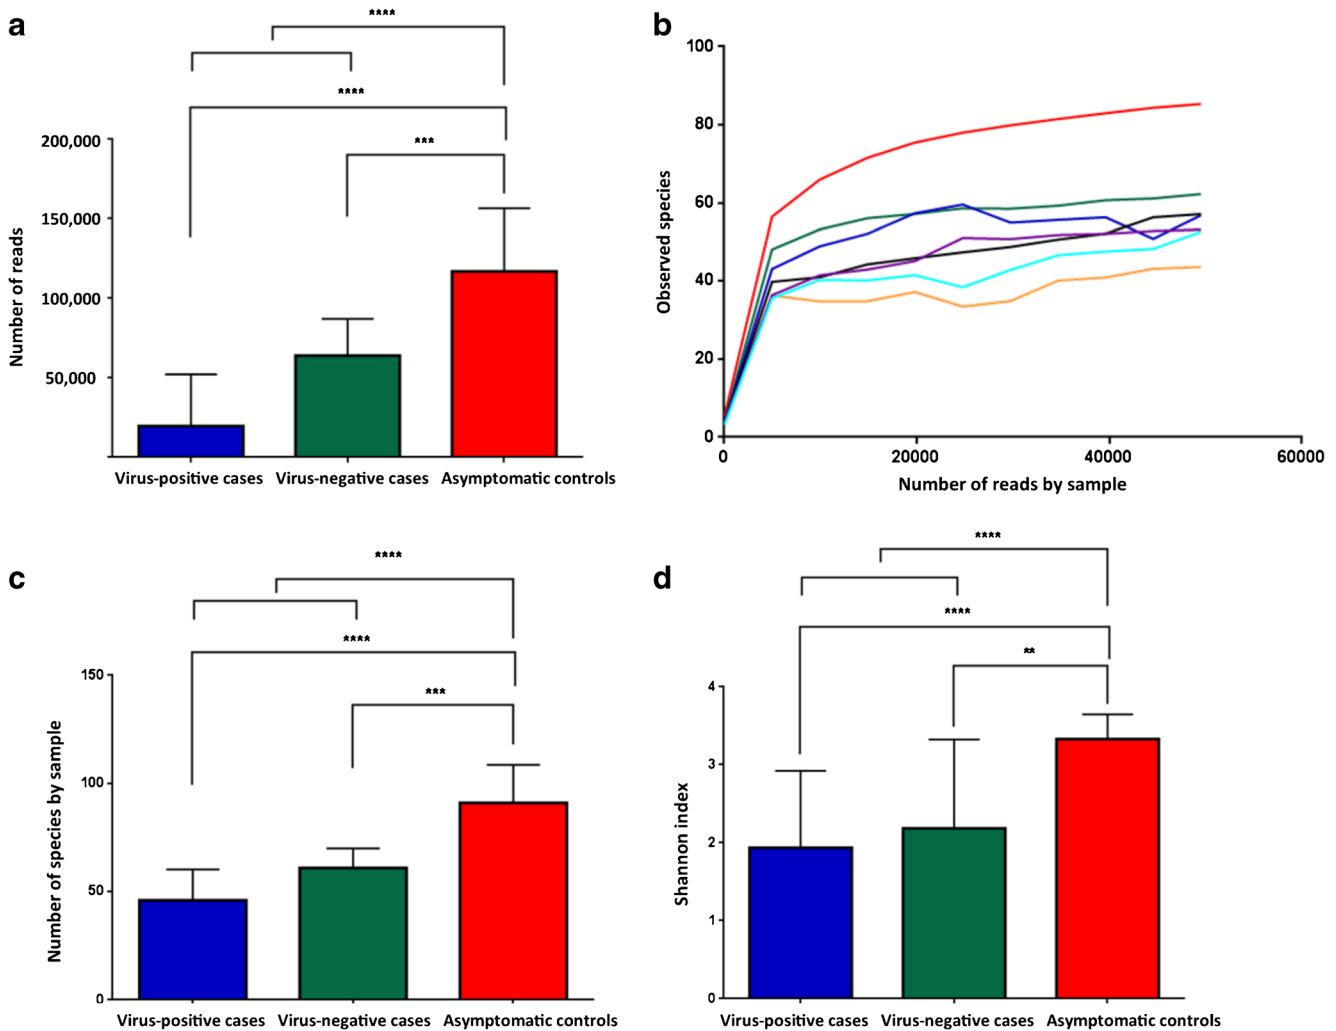 a
****
****
***
200,000
150,000
100,000
50,000
Number of reads
Virus-positive cases Virus-negative cases Asymptomatic controls
b
100
80
60
40
20
0
Observed species
0 20000 40000 60000
Number of reads by sample
c
****
****
***
150
100
50
0
Number of species by sample
Virus-positive cases Virus-negative cases Asymptomatic controls
d
****
****
**
4
3
2
1
0
Shannon index
Virus-positive cases Virus-negative cases Asymptomatic controls